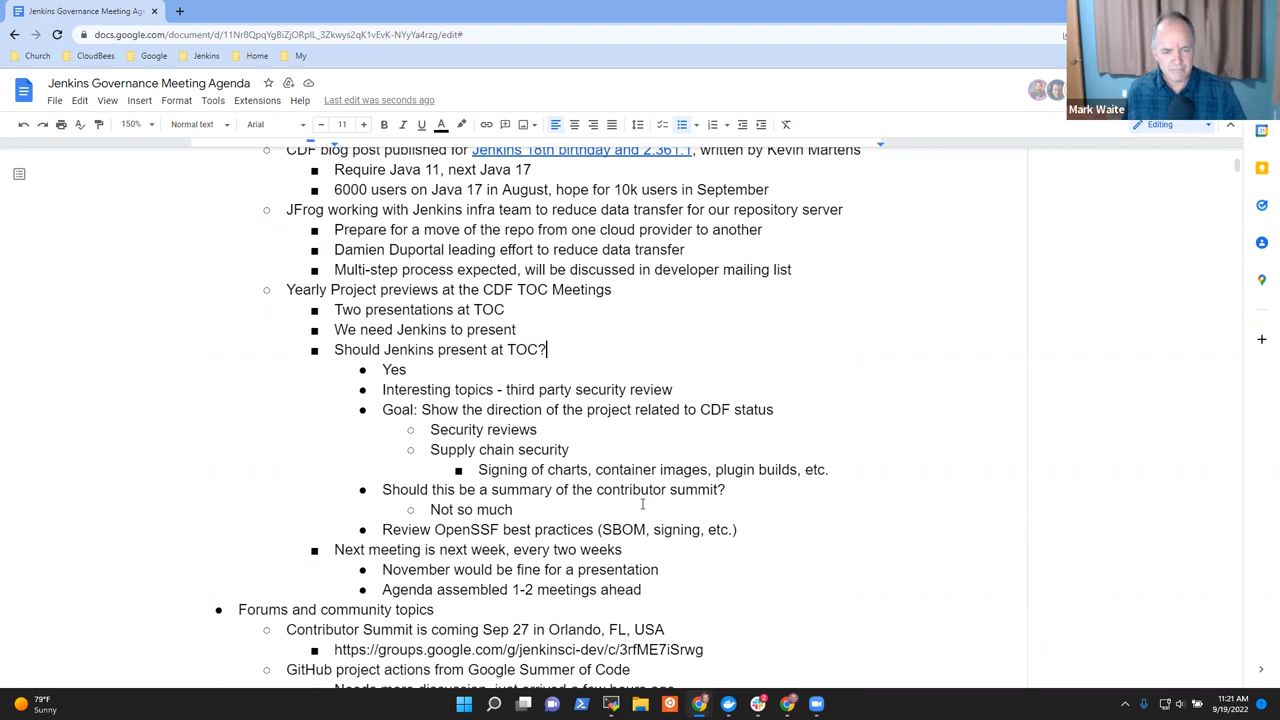 Jenkins Governance Meeting Ag
docs.google.com/document/d/11Nr8QpqYgBiZjORpIL_3Zkwys2qK1vEvK-NYyYa4rzg/edit#
Church
CloudBees
Google
Jenkins
Home
My
Mark Waite
Jenkins Governance Meeting Agenda
File Edit View Insert Format Tools Extensions Help Last edit was seconds ago
150% Normal text Arial 11 Editing
CDF blog post published for Jenkins 18th birthday and 2.361.1, written by Kevin Martens
Require Java 11, next Java 17
6000 users on Java 17 in August, hope for 10k users in September
JFrog working with Jenkins infra team to reduce data transfer for our repository server
Prepare for a move of the repo from one cloud provider to another
Damien Duportal leading effort to reduce data transfer
Multi-step process expected, will be discussed in developer mailing list
Yearly Project previews at the CDF TOC Meetings
Two presentations at TOC
We need Jenkins to present
Should Jenkins present at TOC?
Yes
Interesting topics - third party security review
Goal: Show the direction of the project related to CDF status
Security reviews
Supply chain security
Signing of charts, container images, plugin builds, etc.
Should this be a summary of the contributor summit?
Not so much
Review OpenSSF best practices (SBOM, signing, etc.)
Next meeting is next week, every two weeks
November would be fine for a presentation
Agenda assembled 1-2 meetings ahead
Forums and community topics
Contributor Summit is coming Sep 27 in Orlando, FL, USA
https://groups.google.com/g/jenkinsci-dev/c/3rfME7iSrwg
GitHub project actions from Google Summer of Code
Needs more discussion, just arrived a few hours ago
79°F
Sunny
11:21 AM
9/19/2022